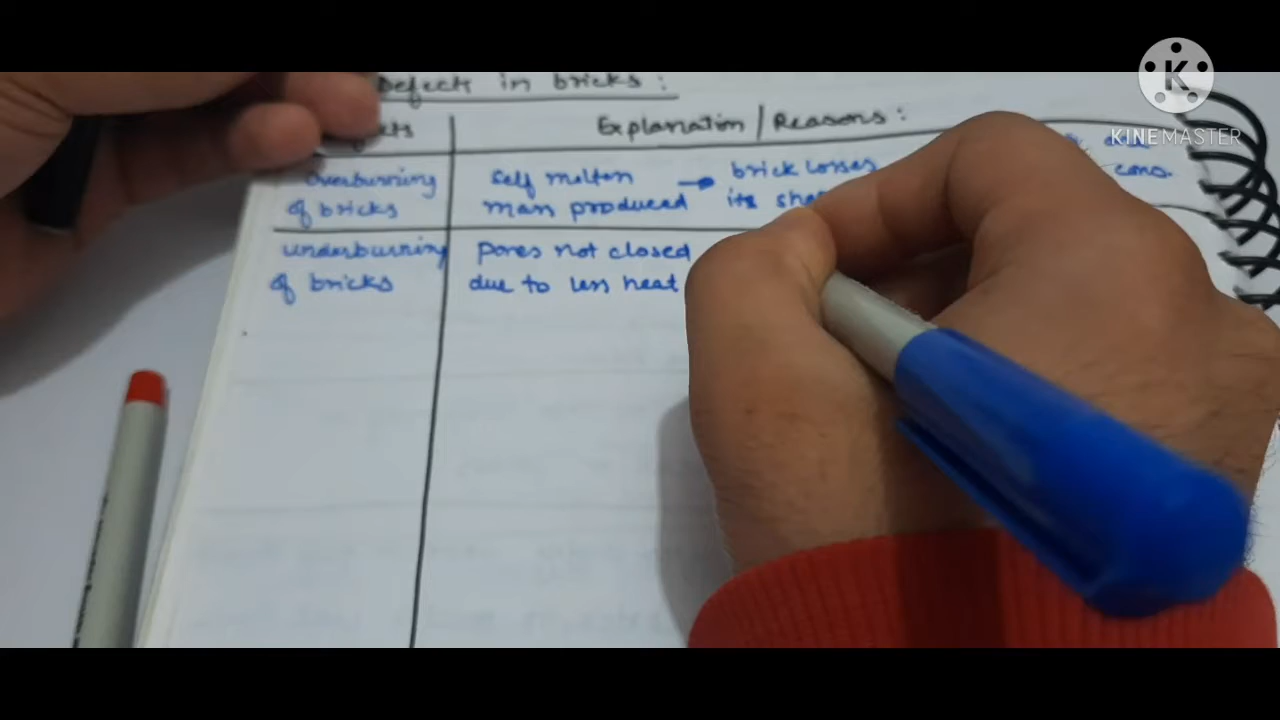 Defects in bricks:
Explanation / Reasons:
Overburning of bricks
Self molten mass produced → brick losses its
cons.
Underburning of bricks
Pores not closed due to less heat
K
KINEMASTER